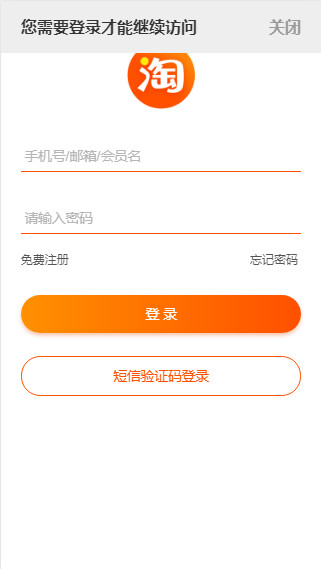 您需要登录才能继续访问 关闭
淘
手机号/邮箱/会员名
请输入密码
免费注册 忘记密码
登 录
短信验证码登录